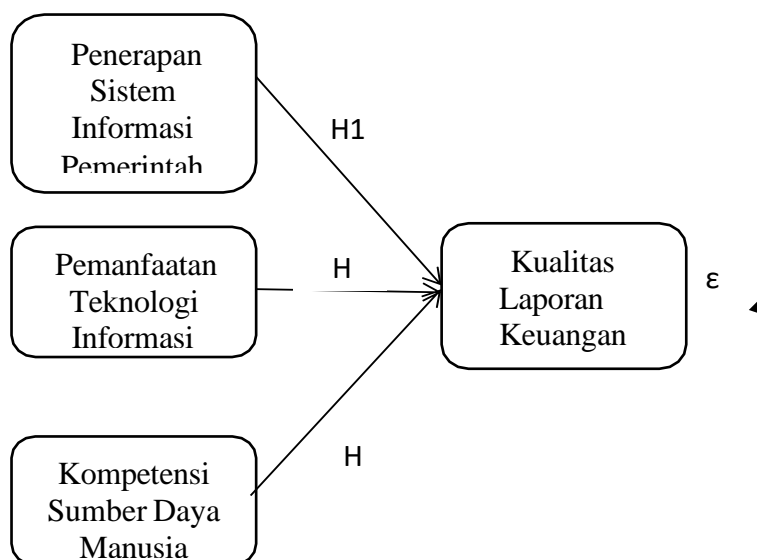 Penerapan
Sistem
Informasi
Pemerintah
H1
Pemanfaatan
Teknologi
Informasi
H
Kualitas
Laporan
Keuangan
ε
Kompetensi
Sumber Daya
Manusia
H